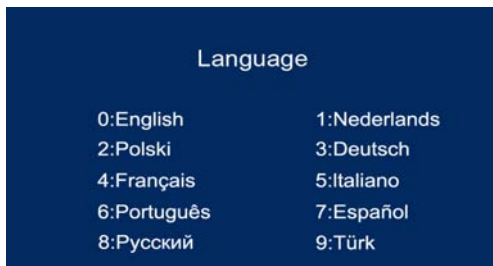 Language
0:English 1:Nederlands
2:Polski 3:Deutsch
4:Français 5:Italiano
6:Português 7:Español
8:Русский 9:Türk